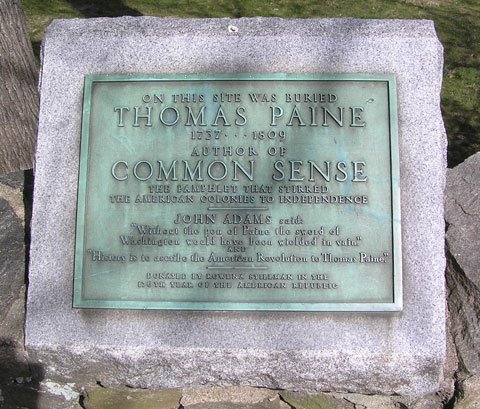 ON THIS SITE WAS BURIED
THOMAS PAINE
1737 · · · 1809
AUTHOR OF
COMMON SENSE
THE PAMPHLET THAT STIRRED
THE AMERICAN COLONIES TO INDEPENDENCE
JOHN ADAMS said:
"Without the pen of Paine the sword of
Washington would have been wielded in vain"
AND
"History is to ascribe the American Revolution to Thomas Paine"
DONATED BY ROWENA STILLMAN IN THE
170TH YEAR OF THE AMERICAN REPUBLIC